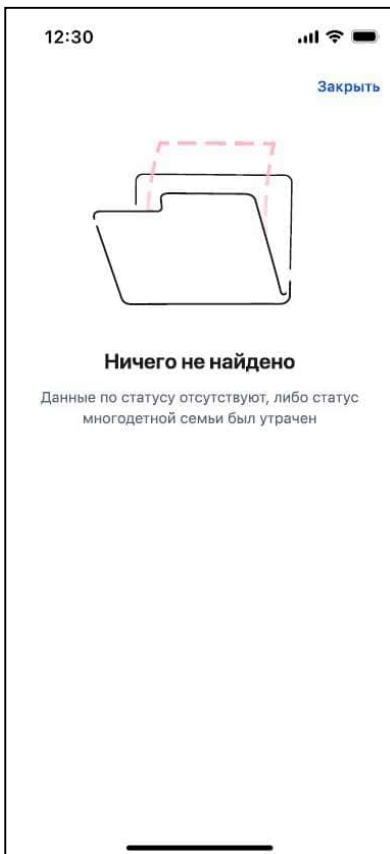 12:30
Закрыть
Ничего не найдено
Данные по статусу отсутствуют, либо статус
многодетной семьи был утрачен